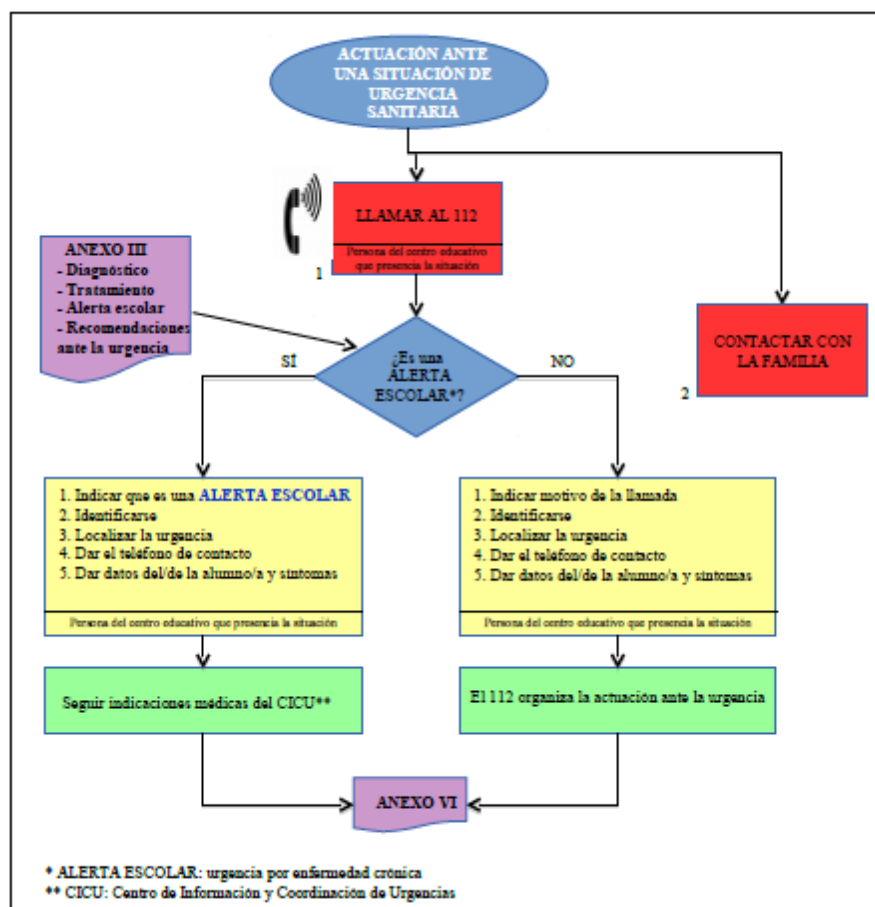 ACTUACIÓN ANTE
UNA SITUACIÓN DE
URGENCIA
SANITARIA
LLAMAR AL 112
Persona del centro educativo
que presencia la situación
1
ANEXO III
- Diagnóstico
- Tratamiento
- Alerta escolar
- Recomendaciones
ante la urgencia
CONTACTAR CON
LA FAMILIA
2
¿Es una
ALERTA
ESCOLAR*?
SÍ
NO
1. Indicar que es una ALERTA ESCOLAR
2. Identificarse
3. Localizar la urgencia
4. Dar el teléfono de contacto
5. Dar datos del/de la alumno/a y síntomas
Persona del centro educativo que presencia la situación
1. Indicar motivo de la llamada
2. Identificarse
3. Localizar la urgencia
4. Dar el teléfono de contacto
5. Dar datos del/de la alumno/a y síntomas
Persona del centro educativo que presencia la situación
Seguir indicaciones médicas del CICU**
El 112 organiza la actuación ante la urgencia
ANEXO VI
* ALERTA ESCOLAR: urgencia por enfermedad crónica
** CICU: Centro de Información y Coordinación de Urgencias